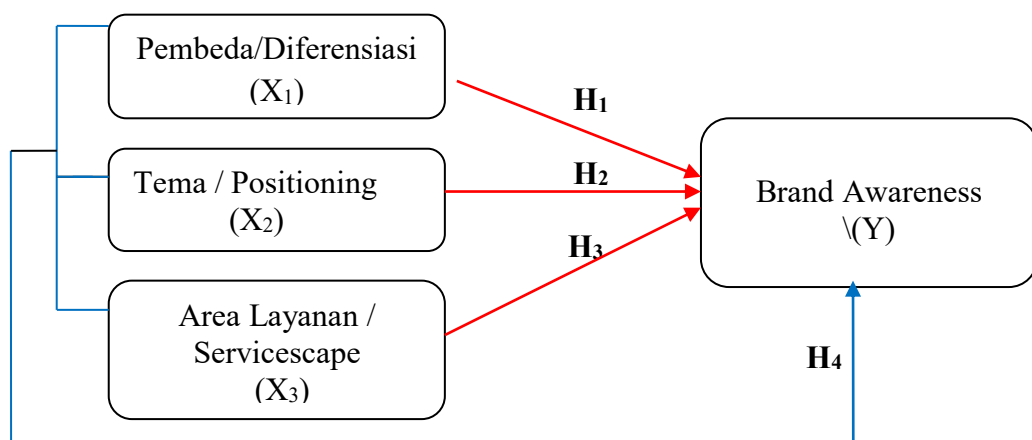 Pembeda/Diferensiasi
(X₁)
H₁
Tema / Positioning
(X₂)
H₂
Brand Awareness
\(Y)
H₃
Area Layanan /
Servicescape
(X₃)
H₄